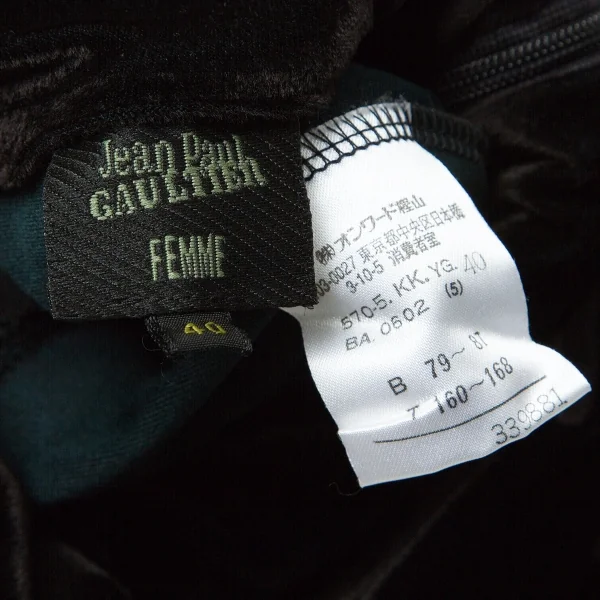 Jean Paul
GAULTIER
FEMME
40
㈱オンワード樫山
103-0027 東京都中央区日本橋
3-10-5 消費者室
570-5. KK. YG. 40
BA. 0602 (5)
B 79~87
T 160~168
339881